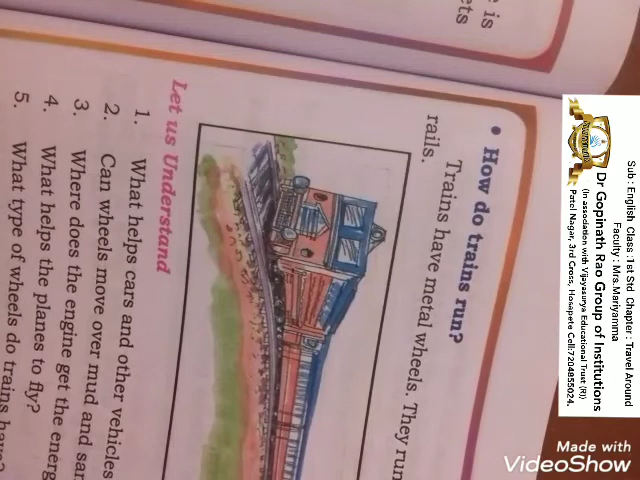 e is
ets
• How do trains run?
Trains have metal wheels. They run
rails.
Let us Understand
1. What helps cars and other vehicles
2. Can wheels move over mud and san
3. Where does the engine get the energ
4. What helps the planes to fly?
5. What type of wheels do trains have?
Sub : English Class :1st Std Chapter : Travel Around
Faculty : Mrs.Mariyamma
Dr Gopinath Rao Group of Institutions
(In association with Vijayasurya Educational Trust (R))
Patel Nagar, 3rd Cross, Hosapete Cell:7204855024,
Made with
VideoShow